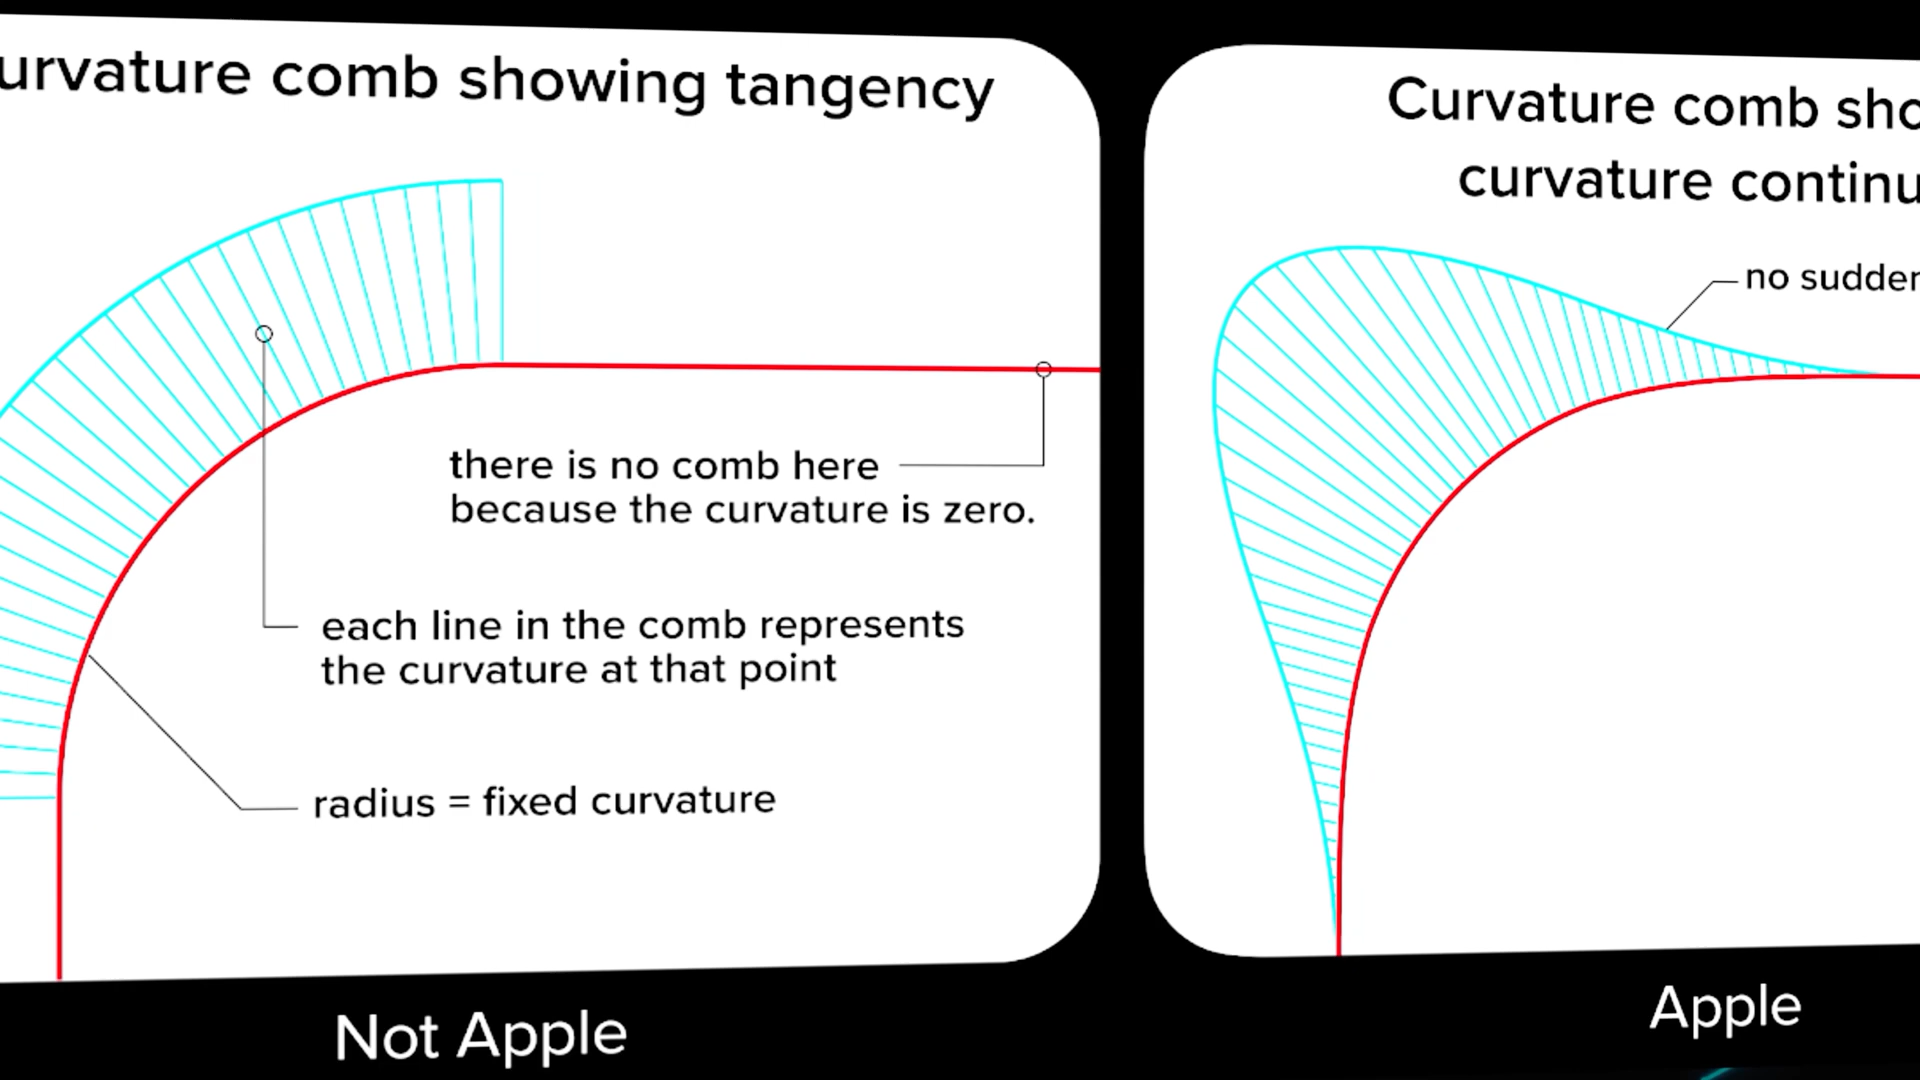 urvature comb showing tangency
there is no comb here
because the curvature is zero.
each line in the comb represents
the curvature at that point
radius = fixed curvature
Not Apple
Curvature comb sho
curvature continu
no sudden
Apple